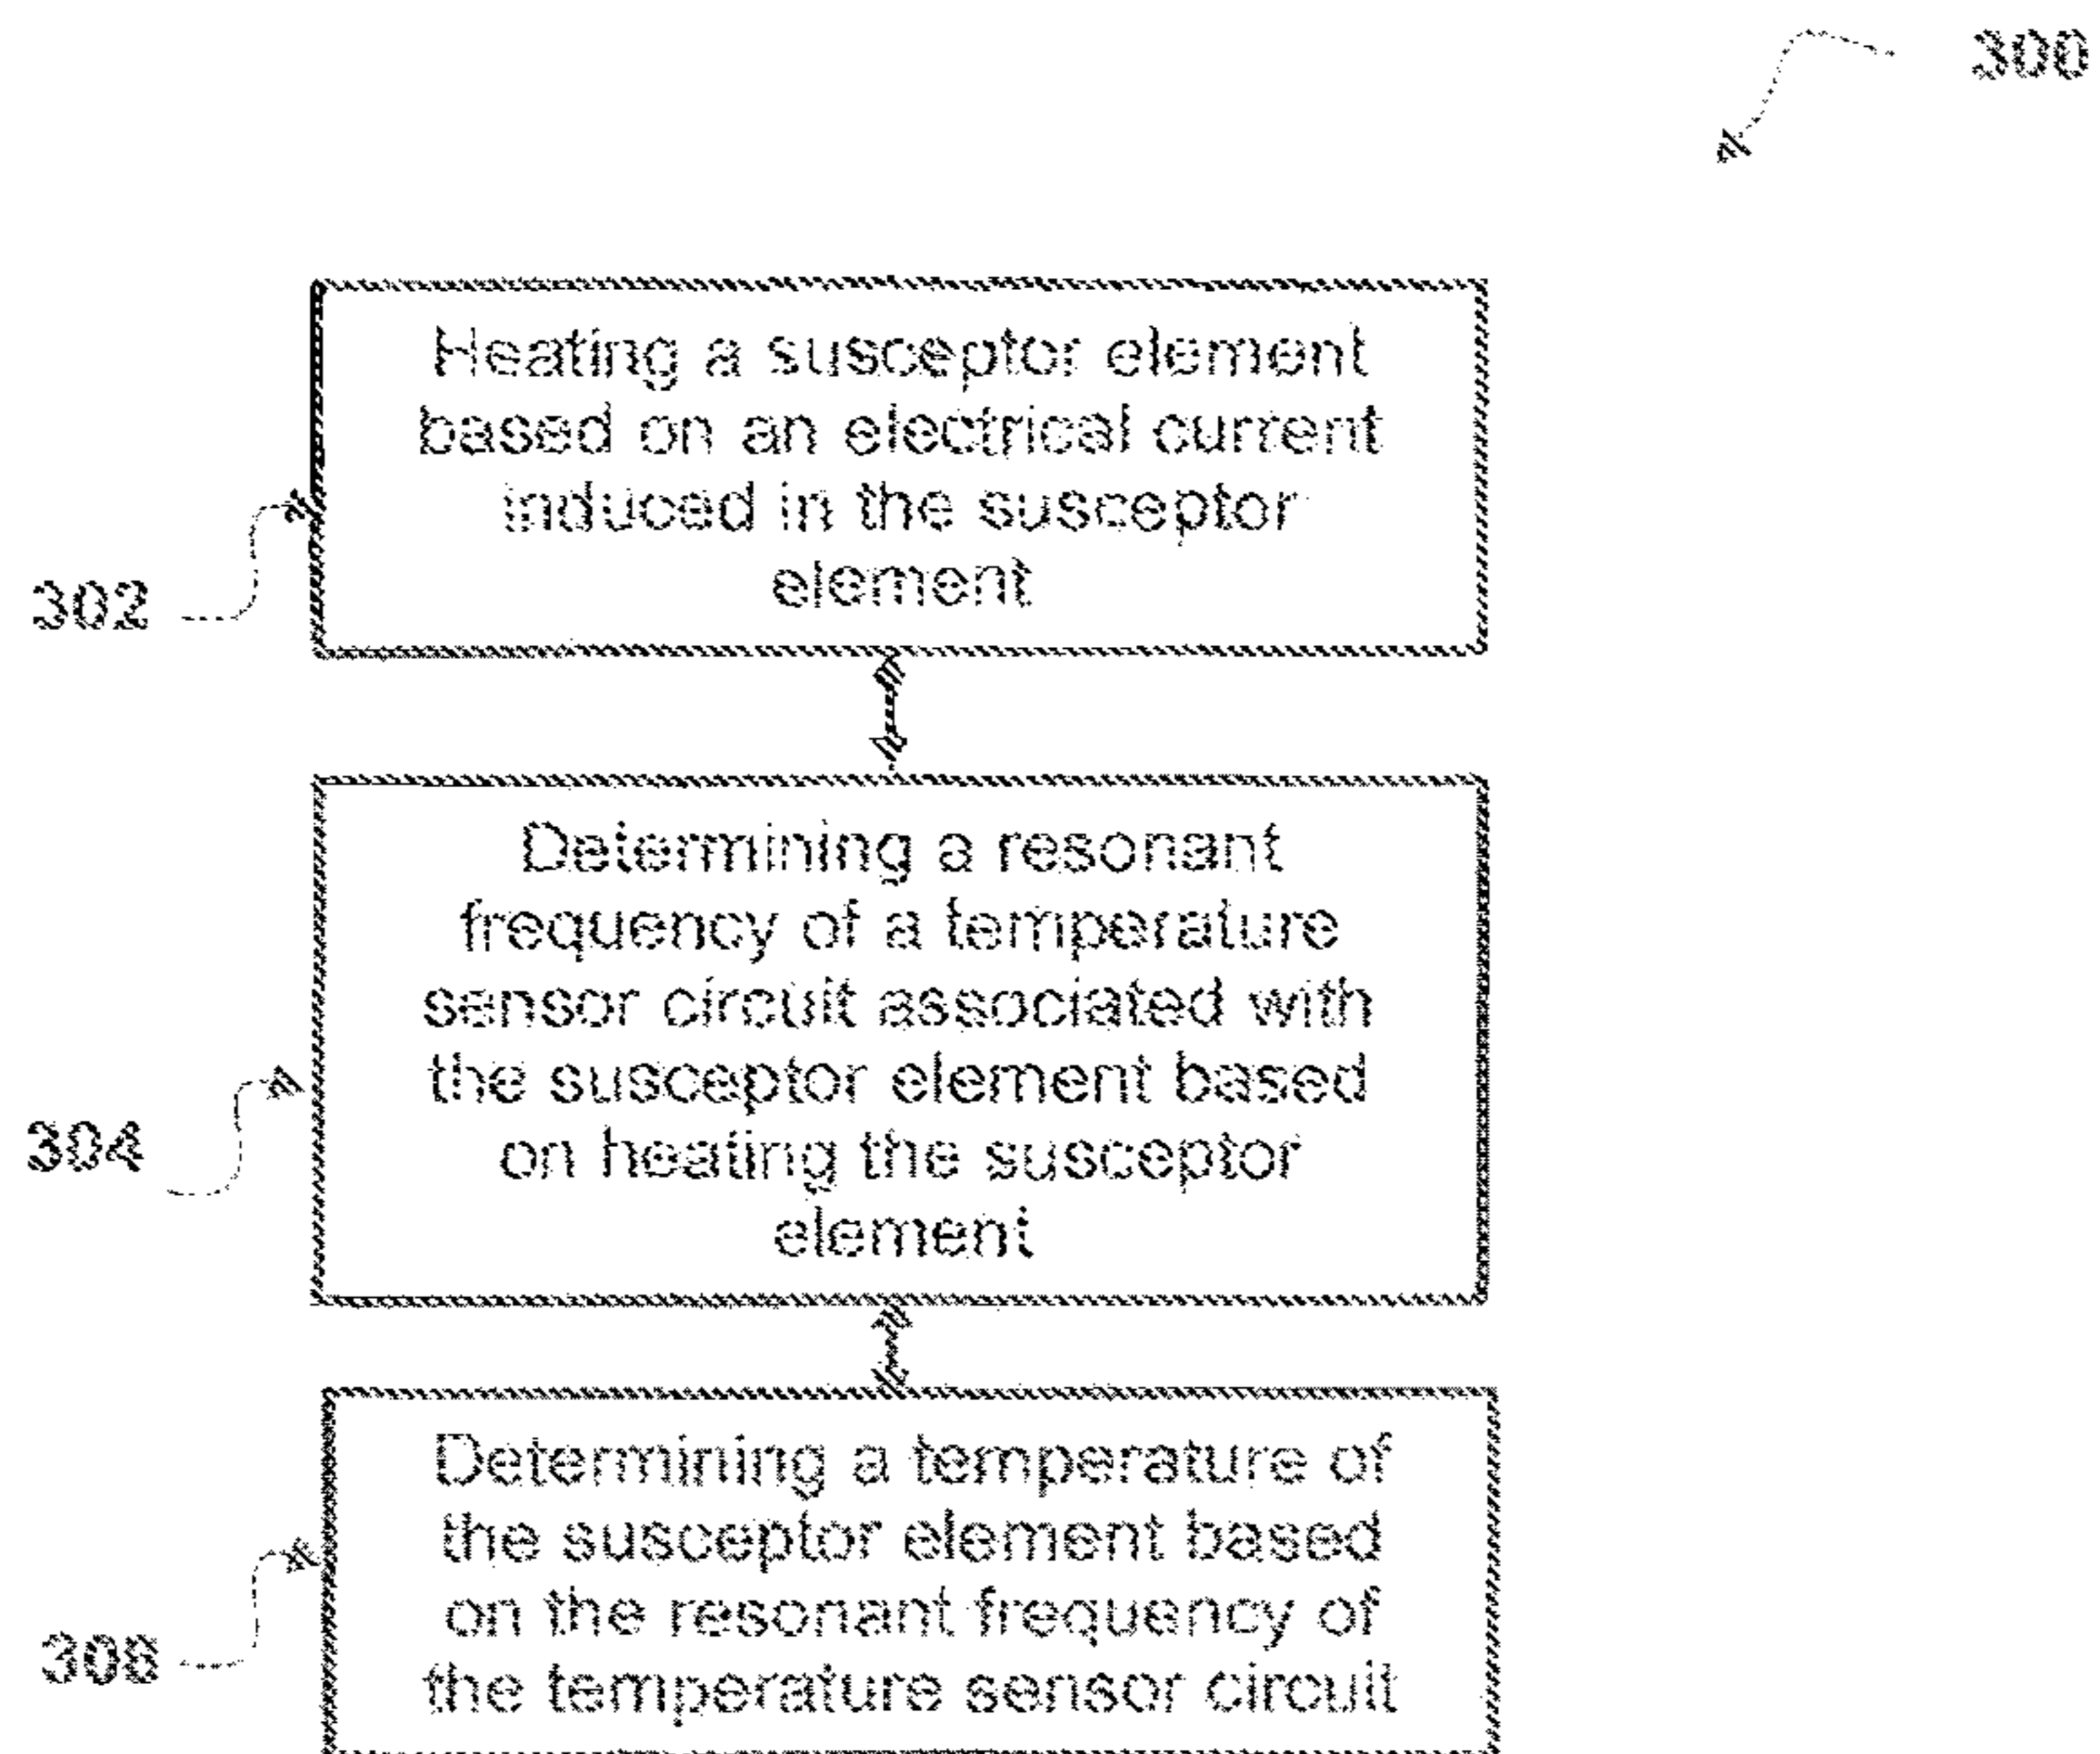 300
Heating a susceptor element
based on an electrical current
induced in the susceptor
element
302
Determining a resonant
frequency of a temperature
sensor circuit associated with
the susceptor element based
on heating the susceptor
element
304
Determining a temperature of
the susceptor element based
on the resonant frequency of
the temperature sensor circuit